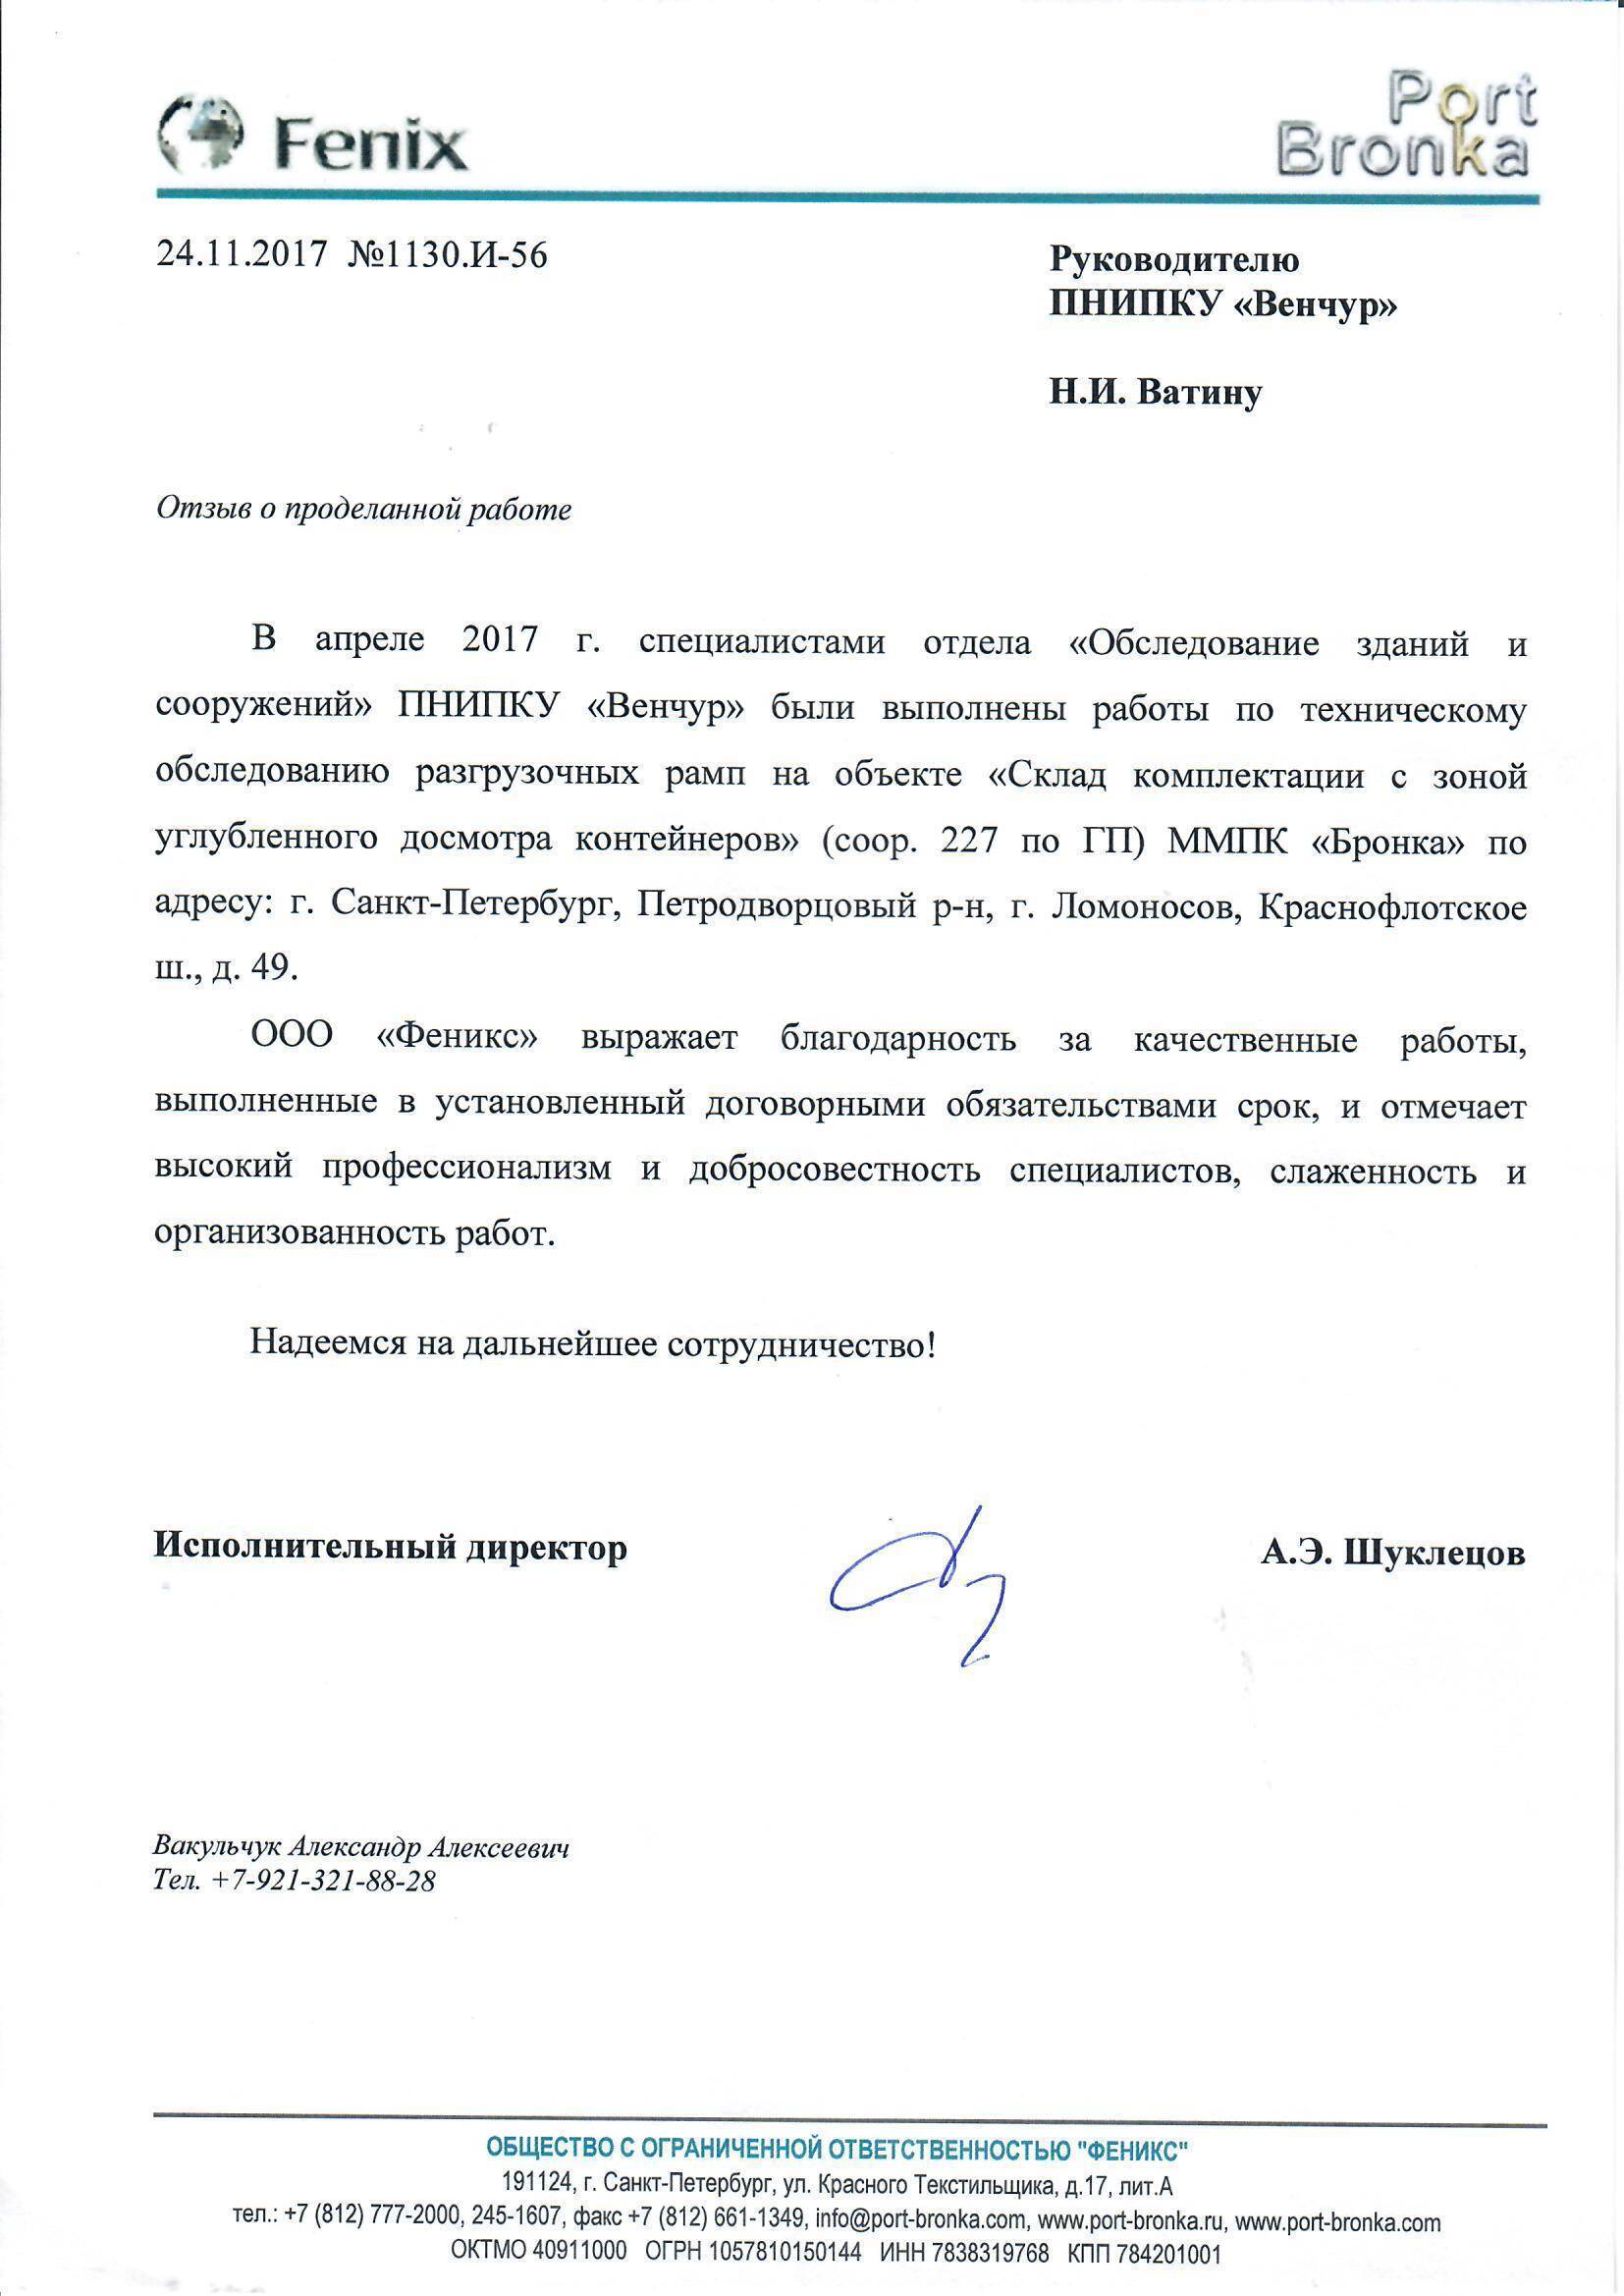 Fenix
Port
Bronka
24.11.2017 №1130.И-56
Руководителю
ПНИПКУ «Венчур»
Н.И. Ватину
Отзыв о проделанной работе
В апреле 2017 г. специалистами отдела «Обследование зданий и
сооружений» ПНИПКУ «Венчур» были выполнены работы по техническому
обследованию разгрузочных рамп на объекте «Склад комплектации с зоной
углубленного досмотра контейнеров» (соор. 227 по ГП) ММПК «Бронка» по
адресу: г. Санкт-Петербург, Петродворцовый р-н, г. Ломоносов, Краснофлотское
ш., д. 49.
ООО «Феникс» выражает благодарность за качественные работы,
выполненные в установленный договорными обязательствами срок, и отмечает
высокий профессионализм и добросовестность специалистов, слаженность и
организованность работ.
Надеемся на дальнейшее сотрудничество!
Исполнительный директор
А.Э. Шуклецов
Вакульчук Александр Алексеевич
Тел. +7-921-321-88-28
ОБЩЕСТВО С ОГРАНИЧЕННОЙ ОТВЕТСТВЕННОСТЬЮ "ФЕНИКС"
191124, г. Санкт-Петербург, ул. Красного Текстильщика, д.17, лит.А
тел.: +7 (812) 777-2000, 245-1607, факс +7 (812) 661-1349, info@port-bronka.com, www.port-bronka.ru, www.port-bronka.com
ОКТМО 40911000 ОГРН 1057810150144 ИНН 7838319768 КПП 784201001